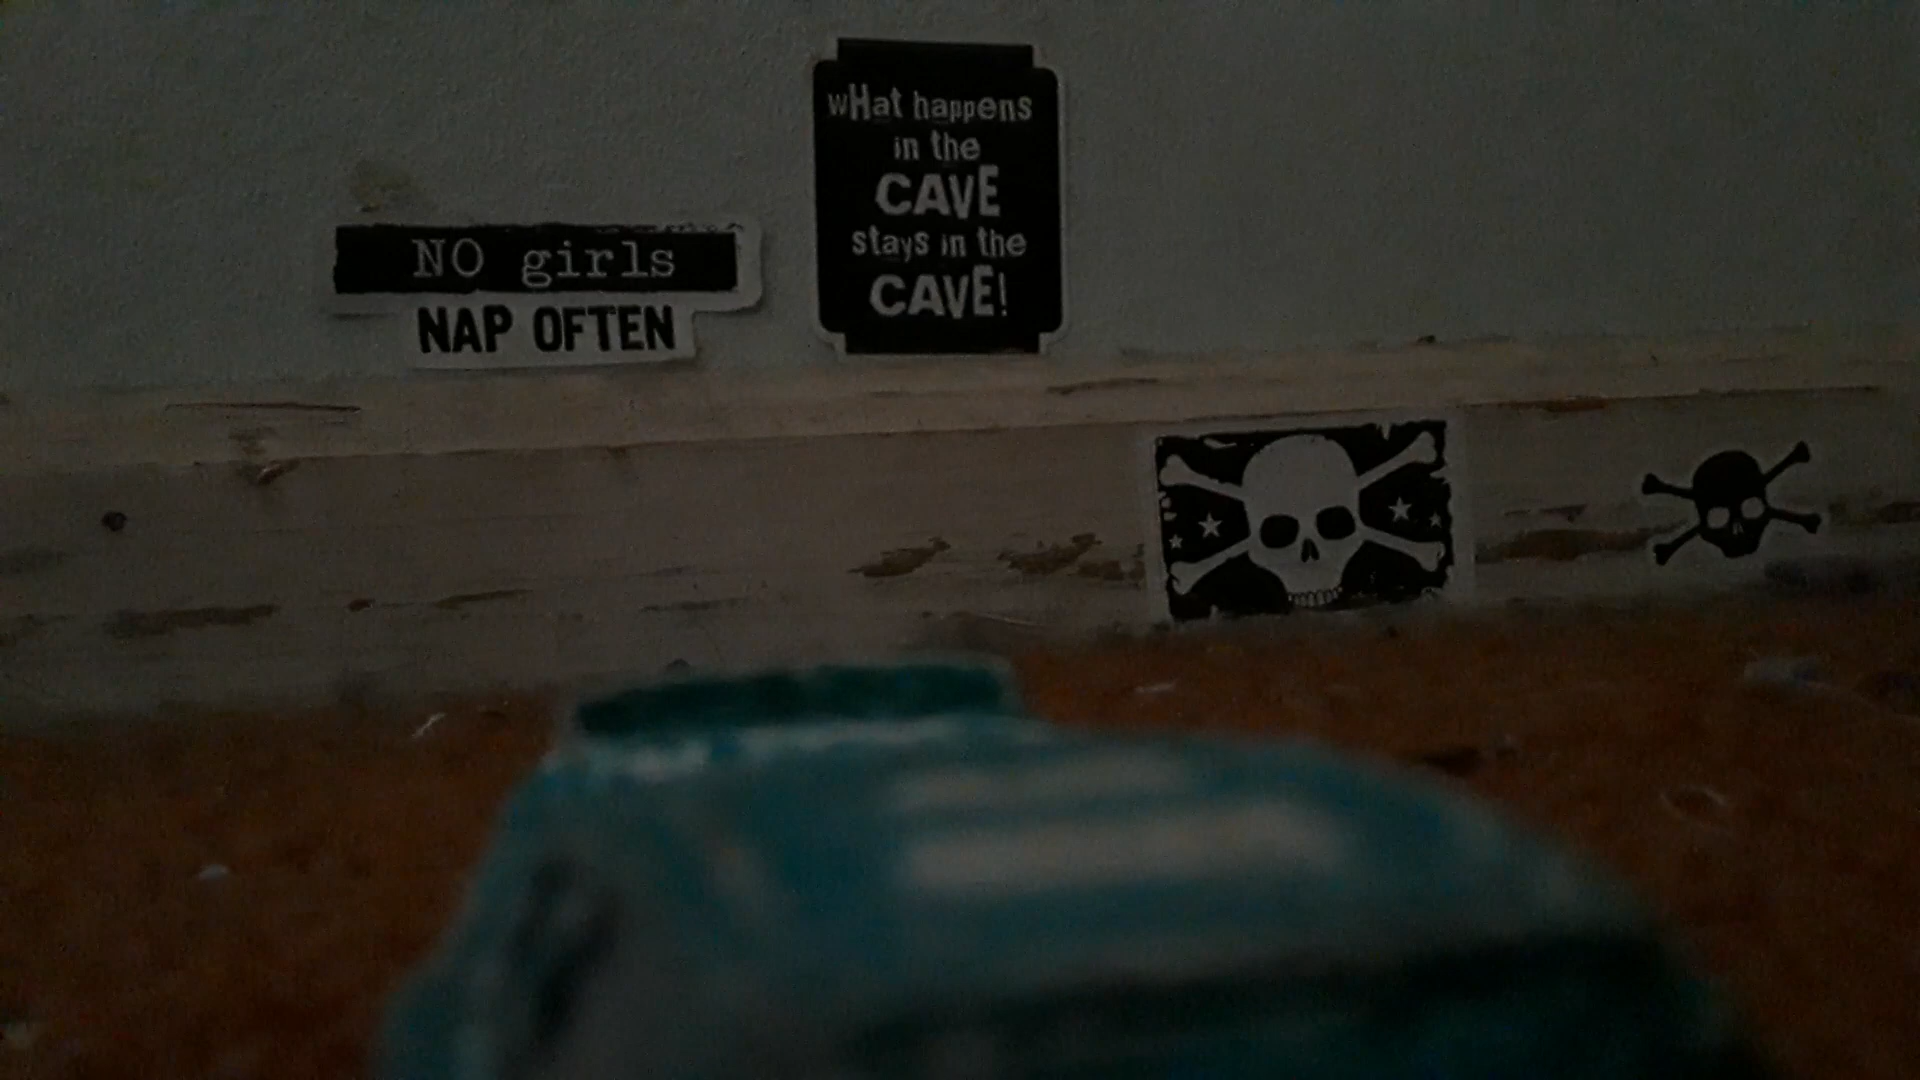 NO girls
NAP OFTEN
wHat happens
in the
CAVE
stays in the
CAVE!